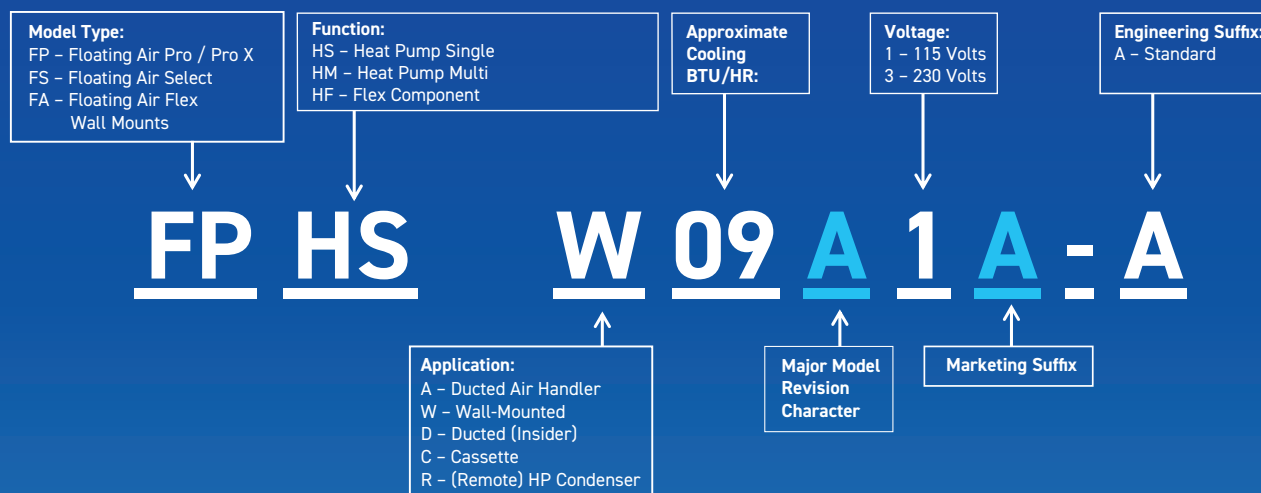 Model Type:
FP – Floating Air Pro / Pro X
FS – Floating Air Select
FA – Floating Air Flex
Wall Mounts
Function:
HS – Heat Pump Single
HM – Heat Pump Multi
HF – Flex Component
Approximate
Cooling
BTU/HR:
Voltage:
1 – 115 Volts
3 – 230 Volts
Engineering Suffix:
A – Standard
FP HS W 09 A 1 A - A
Application:
A – Ducted Air Handler
W – Wall-Mounted
D – Ducted (Insider)
C – Cassette
R – (Remote) HP Condenser
Major Model
Revision
Character
Marketing Suffix